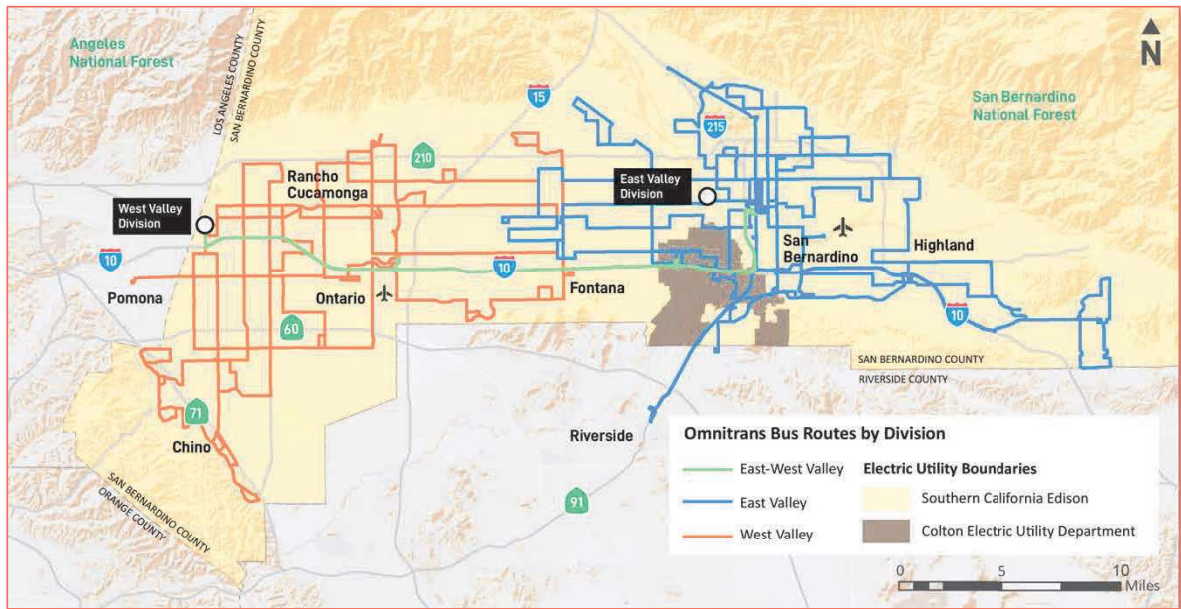 Angeles
National Forest
LOS ANGELES COUNTY
SAN BERNARDINO COUNTY
N
15
San Bernardino
National Forest
215
210
Rancho
Cucamonga
East Valley
Division
West Valley
Division
10
Pomona
Ontario
10
Fontana
San
Bernardino
Highland
60
10
SAN BERNARDINO COUNTY
RIVERSIDE COUNTY
71
Chino
Riverside
91
SAN BERNARDINO COUNTY
ORANGE COUNTY
Omnitrans Bus Routes by Division
East-West Valley
East Valley
West Valley
Electric Utility Boundaries
Southern California Edison
Colton Electric Utility Department
0 5 10
Miles